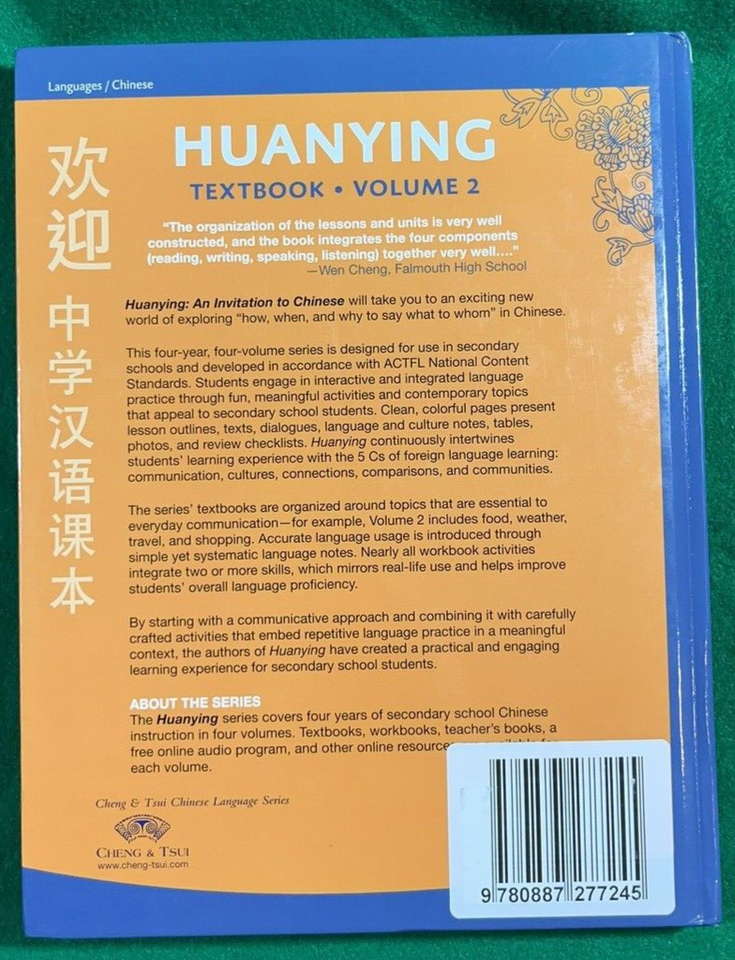 Languages / Chinese
欢迎 中学汉语课本
HUANYING
TEXTBOOK • VOLUME 2
“The organization of the lessons and units is very well
constructed, and the book integrates the four components
(reading, writing, speaking, listening) together very well....”
—Wen Cheng, Falmouth High School
Huanying: An Invitation to Chinese will take you to an exciting new
world of exploring “how, when, and why to say what to whom” in Chinese.
This four-year, four-volume series is designed for use in secondary
schools and developed in accordance with ACTFL National Content
Standards. Students engage in interactive and integrated language
practice through fun, meaningful activities and contemporary topics
that appeal to secondary school students. Clean, colorful pages present
lesson outlines, texts, dialogues, language and culture notes, tables,
photos, and review checklists. Huanying continuously intertwines
students’ learning experience with the 5 Cs of foreign language learning:
communication, cultures, connections, comparisons, and communities.
The series’ textbooks are organized around topics that are essential to
everyday communication—for example, Volume 2 includes food, weather,
travel, and shopping. Accurate language usage is introduced through
simple yet systematic language notes. Nearly all workbook activities
integrate two or more skills, which mirrors real-life use and helps improve
students’ overall language proficiency.
By starting with a communicative approach and combining it with carefully
crafted activities that embed repetitive language practice in a meaningful
context, the authors of Huanying have created a practical and engaging
learning experience for secondary school students.
ABOUT THE SERIES
The Huanying series covers four years of secondary school Chinese
instruction in four volumes. Textbooks, workbooks, teacher’s books, a
free online audio program, and other online
each volume.
Cheng & Tsui Chinese Language Series
CHENG & TSUI
www.cheng-tsui.com
9 780887 277245